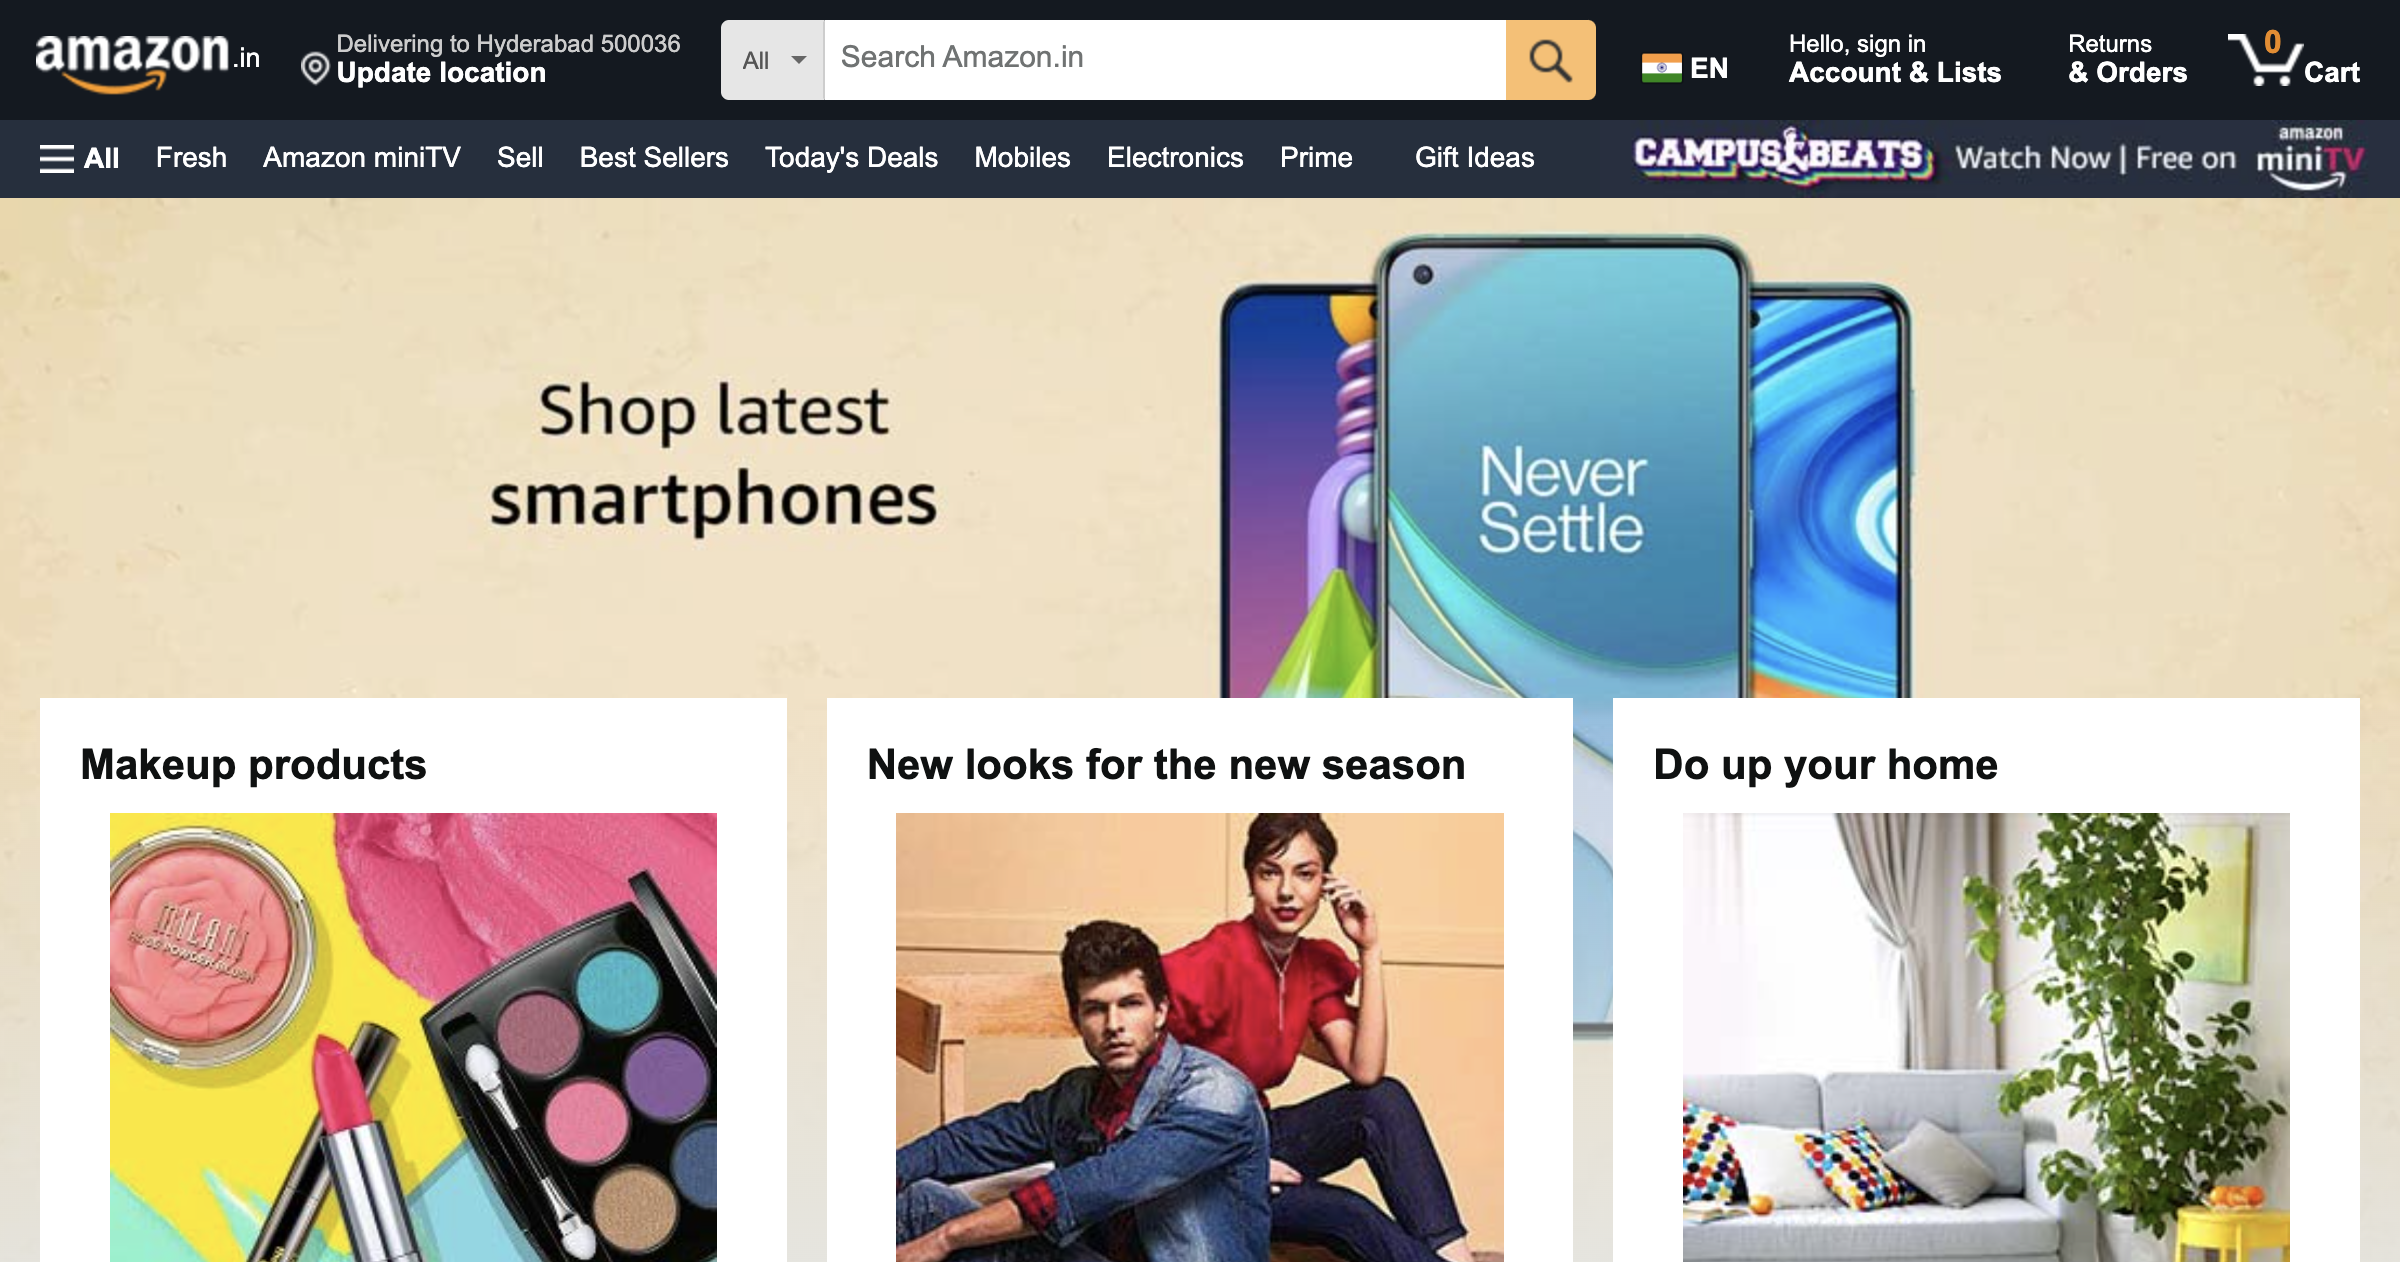 amazon.in
Delivering to Hyderabad 500036
Update location
All
Search Amazon.in
EN
Hello, sign in
Account & Lists
Returns
& Orders
0
Cart
All
Fresh
Amazon miniTV
Sell
Best Sellers
Today's Deals
Mobiles
Electronics
Prime
Gift Ideas
CAMPUS BEATS
Watch Now | Free on
amazon
miniTV
Shop latest
smartphones
Never
Settle
Makeup products
New looks for the new season
Do up your home
MILANI
ROSE POWDER BLUSH